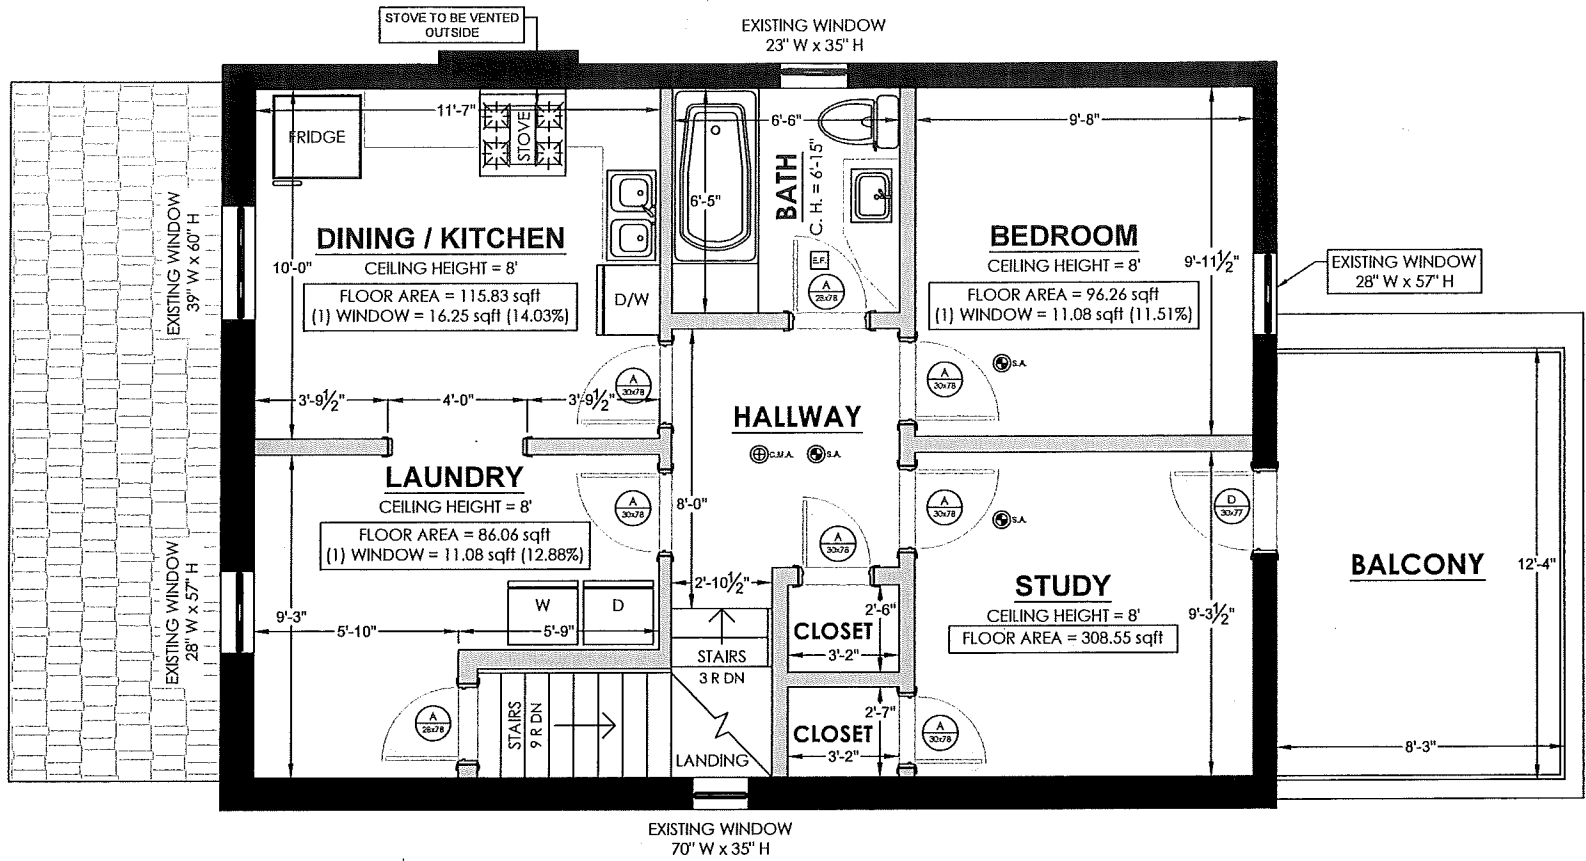 STOVE TO BE VENTED
OUTSIDE
EXISTING WINDOW
23" W x 35" H
11'-7"
FRIDGE
STOVE
6'-6"
9'-8"
BATH
C. H. = 6'-15"
6'-5"
EXISTING WINDOW
39" W x 60" H
DINING / KITCHEN
CEILING HEIGHT = 8'
FLOOR AREA = 115.83 sqft
(1) WINDOW = 16.25 sqft (14.03%)
10'-0"
D/W
E.F.
A
28x78
BEDROOM
CEILING HEIGHT = 8'
FLOOR AREA = 96.26 sqft
(1) WINDOW = 11.08 sqft (11.51%)
9'-11½"
EXISTING WINDOW
28" W x 57" H
A
30x78
A
30x78
S.A.
3'-9½"
4'-0"
3'-9½"
HALLWAY
C.M.A.
S.A.
LAUNDRY
CEILING HEIGHT = 8'
FLOOR AREA = 86.06 sqft
(1) WINDOW = 11.08 sqft (12.88%)
A
30x78
8'-0"
A
30x78
S.A.
D
30x77
A
30x78
EXISTING WINDOW
28" W x 57" H
BALCONY
12'-4"
STUDY
CEILING HEIGHT = 8'
FLOOR AREA = 308.55 sqft
9'-3½"
2'-10½"
W
D
9'-3"
5'-10"
5'-9"
2'-6"
CLOSET
3'-2"
STAIRS
3 R DN
STAIRS
9 R DN
A
28x78
LANDING
2'-7"
CLOSET
3'-2"
A
30x78
8'-3"
EXISTING WINDOW
70" W x 35" H